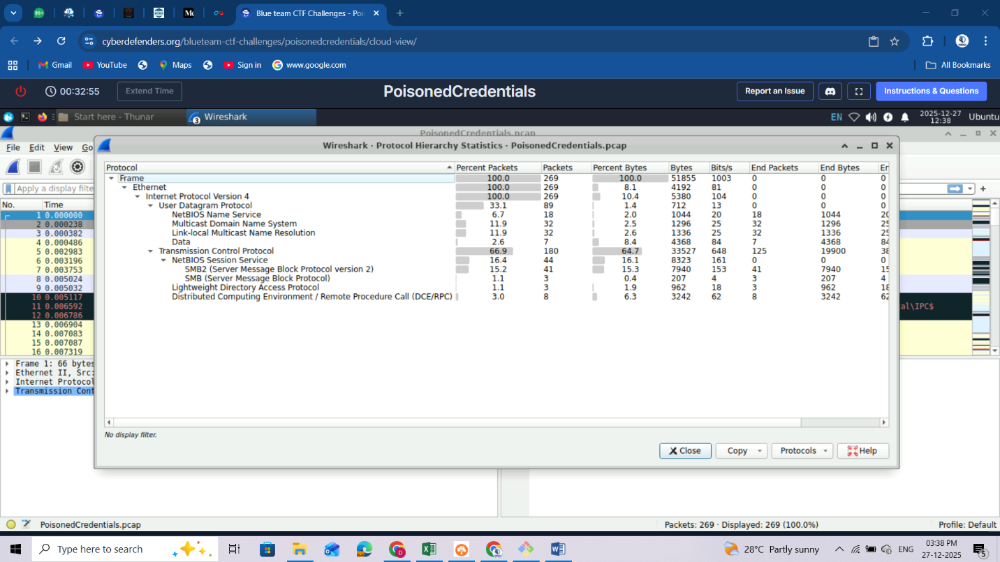 99+
Mc
Blue team CTF Challenges - Poi
cyberdefenders.org/blueteam-ctf-challenges/poisonedcredentials/cloud-view/
Gmail YouTube Maps Sign in www.google.com All Bookmarks
00:32:55 Extend Time PoisonedCredentials Report an Issue Instructions & Questions
Start here - Thunar 3 Wireshark EN 2025-12-27 12:38 Ubuntu
PoisonedCredentials.pcap
File Edit View Go
Wireshark · Protocol Hierarchy Statistics · PoisonedCredentials.pcap
Apply a display filte
Protocol Percent Packets Packets Percent Bytes Bytes Bits/s End Packets End Bytes En
Frame 100.0 269 100.0 51855 1003 0 0 0
Ethernet 100.0 269 8.1 4192 81 0 0 0
Internet Protocol Version 4 100.0 269 10.4 5380 104 0 0 0
User Datagram Protocol 33.1 89 1.4 712 13 0 0 0
NetBIOS Name Service 6.7 18 2.0 1044 20 18 1044 20
Multicast Domain Name System 11.9 32 2.5 1296 25 32 1296 25
Link-local Multicast Name Resolution 11.9 32 2.6 1336 25 32 1336 25
Data 2.6 7 8.4 4368 84 7 4368 84
Transmission Control Protocol 66.9 180 64.7 33527 648 125 19900 38
NetBIOS Session Service 16.4 44 16.1 8323 161 0 0 0
SMB2 (Server Message Block Protocol version 2) 15.2 41 15.3 7940 153 41 7940 15
SMB (Server Message Block Protocol) 1.1 3 0.4 207 4 3 207 4
Lightweight Directory Access Protocol 1.1 3 1.9 962 18 3 962 18
Distributed Computing Environment / Remote Procedure Call (DCE/RPC) 3.0 8 6.3 3242 62 8 3242 62
No. Time
1 0.000000
2 0.000238
3 0.000382
4 0.000486
5 0.002983
6 0.003196
7 0.003753
8 0.005024
9 0.005032
10 0.005117
11 0.006592 al\IPC$
12 0.006786
13 0.006904
14 0.007083
15 0.007087
16 0.007319
Frame 1: 66 bytes
Ethernet II, Src:
Internet Protocol
Transmission Cont
No display filter.
Close Copy Protocols Help
PoisonedCredentials.pcap Packets: 269 · Displayed: 269 (100.0%) Profile: Default
Type here to search 28°C Partly sunny ENG 03:38 PM 27-12-2025 5